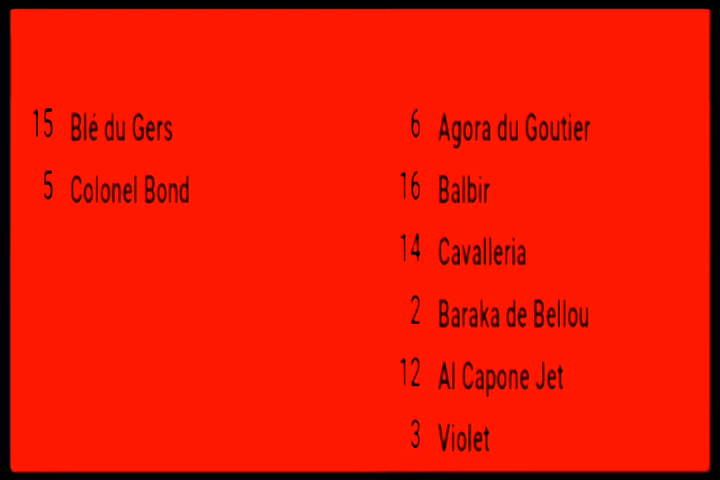 15 Blé du Gers
5 Colonel Bond
6 Agora du Goutier
16 Balbir
14 Cavalleria
2 Baraka de Bellou
12 Al Capone Jet
3 Violet